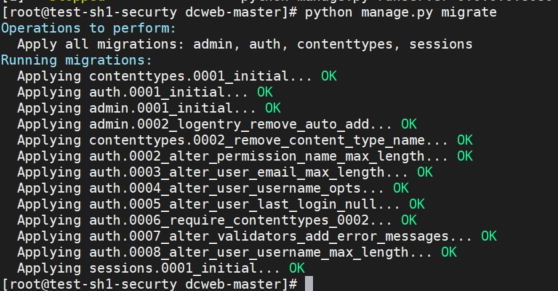 [root@test-sh1-securty dcweb-master]# python manage.py migrate
Operations to perform:
  Apply all migrations: admin, auth, contenttypes, sessions
Running migrations:
  Applying contenttypes.0001_initial... OK
  Applying auth.0001_initial... OK
  Applying admin.0001_initial... OK
  Applying admin.0002_logentry_remove_auto_add... OK
  Applying contenttypes.0002_remove_content_type_name... OK
  Applying auth.0002_alter_permission_name_max_length... OK
  Applying auth.0003_alter_user_email_max_length... OK
  Applying auth.0004_alter_user_username_opts... OK
  Applying auth.0005_alter_user_last_login_null... OK
  Applying auth.0006_require_contenttypes_0002... OK
  Applying auth.0007_alter_validators_add_error_messages... OK
  Applying auth.0008_alter_user_username_max_length... OK
  Applying sessions.0001_initial... OK
[root@test-sh1-securty dcweb-master]#